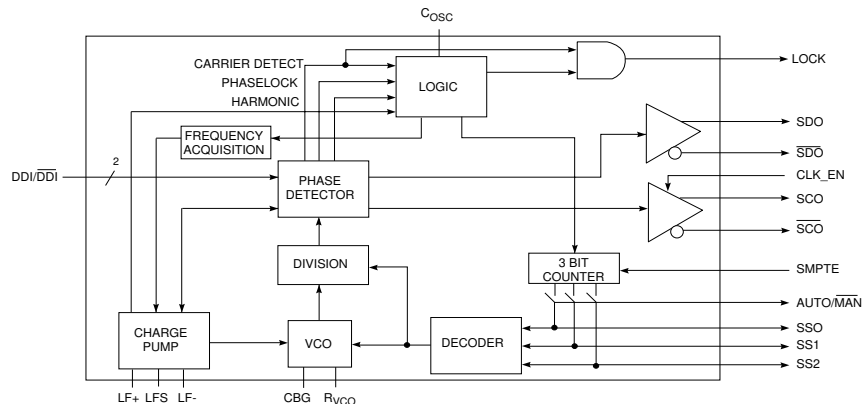 COSC
CARRIER DETECT
PHASELOCK
HARMONIC
LOGIC
LOCK
FREQUENCY
ACQUISITION
SDO
SDO
DDI/DDI
2
PHASE
DETECTOR
CLK_EN
SCO
SCO
DIVISION
3 BIT
COUNTER
SMPTE
AUTO/MAN
CHARGE
PUMP
VCO
DECODER
SSO
SS1
SS2
LF+ LFS LF-
CBG RVCO